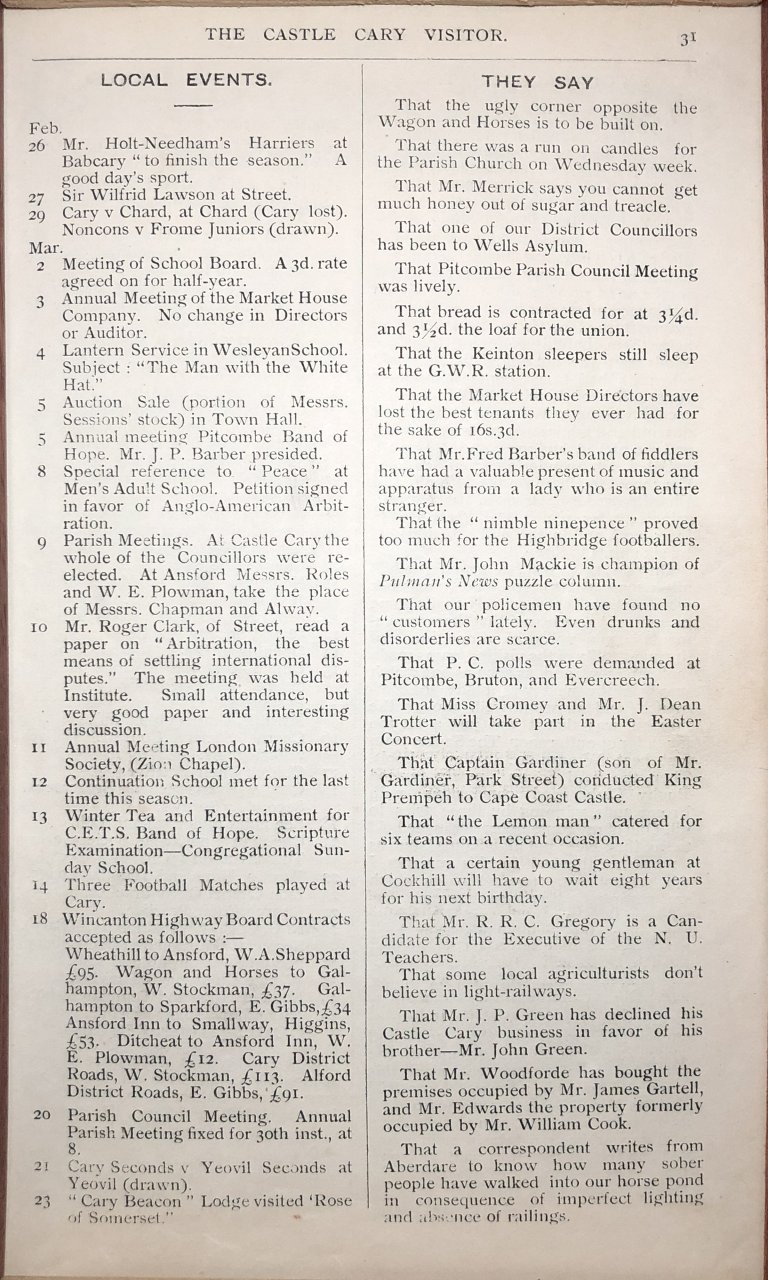 THE CASTLE CARY VISITOR.
31
LOCAL EVENTS.
Feb.
26 Mr. Holt-Needham's Harriers at
Babcary " to finish the season." A
good day's sport.
27 Sir Wilfrid Lawson at Street.
29 Cary v Chard, at Chard (Cary lost).
Noncons v Frome Juniors (drawn).
Mar.
2 Meeting of School Board. A 3d. rate
agreed on for half-year.
3 Annual Meeting of the Market House
Company. No change in Directors
or Auditor.
4 Lantern Service in WesleyanSchool.
Subject : "The Man with the White
Hat."
5 Auction Sale (portion of Messrs.
Sessions' stock) in Town Hall.
5 Annual meeting Pitcombe Band of
Hope. Mr. J. P. Barber presided.
8 Special reference to "Peace" at
Men's Adult School. Petition signed
in favor of Anglo-American Arbit-
ration.
9 Parish Meetings. At Castle Cary the
whole of the Councillors were re-
elected. At Ansford Messrs. Roles
and W. E. Plowman, take the place
of Messrs. Chapman and Alway.
10 Mr. Roger Clark, of Street, read a
paper on "Arbitration, the best
means of settling international dis-
putes." The meeting was held at
Institute. Small attendance, but
very good paper and interesting
discussion.
11 Annual Meeting London Missionary
Society, (Zion Chapel).
12 Continuation School met for the last
time this season.
13 Winter Tea and Entertainment for
C.E.T.S. Band of Hope. Scripture
Examination—Congregational Sun-
day School.
14 Three Football Matches played at
Cary.
18 Wincanton Highway Board Contracts
accepted as follows :—
Wheathill to Ansford, W.A.Sheppard
£95. Wagon and Horses to Gal-
hampton, W. Stockman, £37. Gal-
hampton to Sparkford, E. Gibbs,£34
Ansford Inn to Smallway, Higgins,
£53. Ditcheat to Ansford Inn, W.
E. Plowman, £12. Cary District
Roads, W. Stockman, £113. Alford
District Roads, E. Gibbs, £91.
20 Parish Council Meeting. Annual
Parish Meeting fixed for 30th inst., at
8.
21 Cary Seconds v Yeovil Seconds at
Yeovil (drawn).
23 "Cary Beacon" Lodge visited 'Rose
of Somerset."
THEY SAY
That the ugly corner opposite the
Wagon and Horses is to be built on.
That there was a run on candles for
the Parish Church on Wednesday week.
That Mr. Merrick says you cannot get
much honey out of sugar and treacle.
That one of our District Councillors
has been to Wells Asylum.
That Pitcombe Parish Council Meeting
was lively.
That bread is contracted for at 3¼d.
and 3½d. the loaf for the union.
That the Keinton sleepers still sleep
at the G.W.R. station.
That the Market House Directors have
lost the best tenants they ever had for
the sake of 16s.3d.
That Mr.Fred Barber's band of fiddlers
have had a valuable present of music and
apparatus from a lady who is an entire
stranger.
That the " nimble ninepence " proved
too much for the Highbridge footballers.
That Mr. John Mackie is champion of
Pulman's News puzzle column.
That our policemen have found no
" customers " lately. Even drunks and
disorderlies are scarce.
That P. C. polls were demanded at
Pitcombe, Bruton, and Evercreech.
That Miss Cromey and Mr. J. Dean
Trotter will take part in the Easter
Concert.
That Captain Gardiner (son of Mr.
Gardiner, Park Street) conducted King
Prempeh to Cape Coast Castle.
That "the Lemon man" catered for
six teams on a recent occasion.
That a certain young gentleman at
Cockhill will have to wait eight years
for his next birthday.
That Mr. R. R. C. Gregory is a Can-
didate for the Executive of the N. U.
Teachers.
That some local agriculturists don't
believe in light-railways.
That Mr. J. P. Green has declined his
Castle Cary business in favor of his
brother—Mr. John Green.
That Mr. Woodforde has bought the
premises occupied by Mr. James Gartell,
and Mr. Edwards the property formerly
occupied by Mr. William Cook.
That a correspondent writes from
Aberdare to know how many sober
people have walked into our horse pond
in consequence of imperfect lighting
and absence of railings.